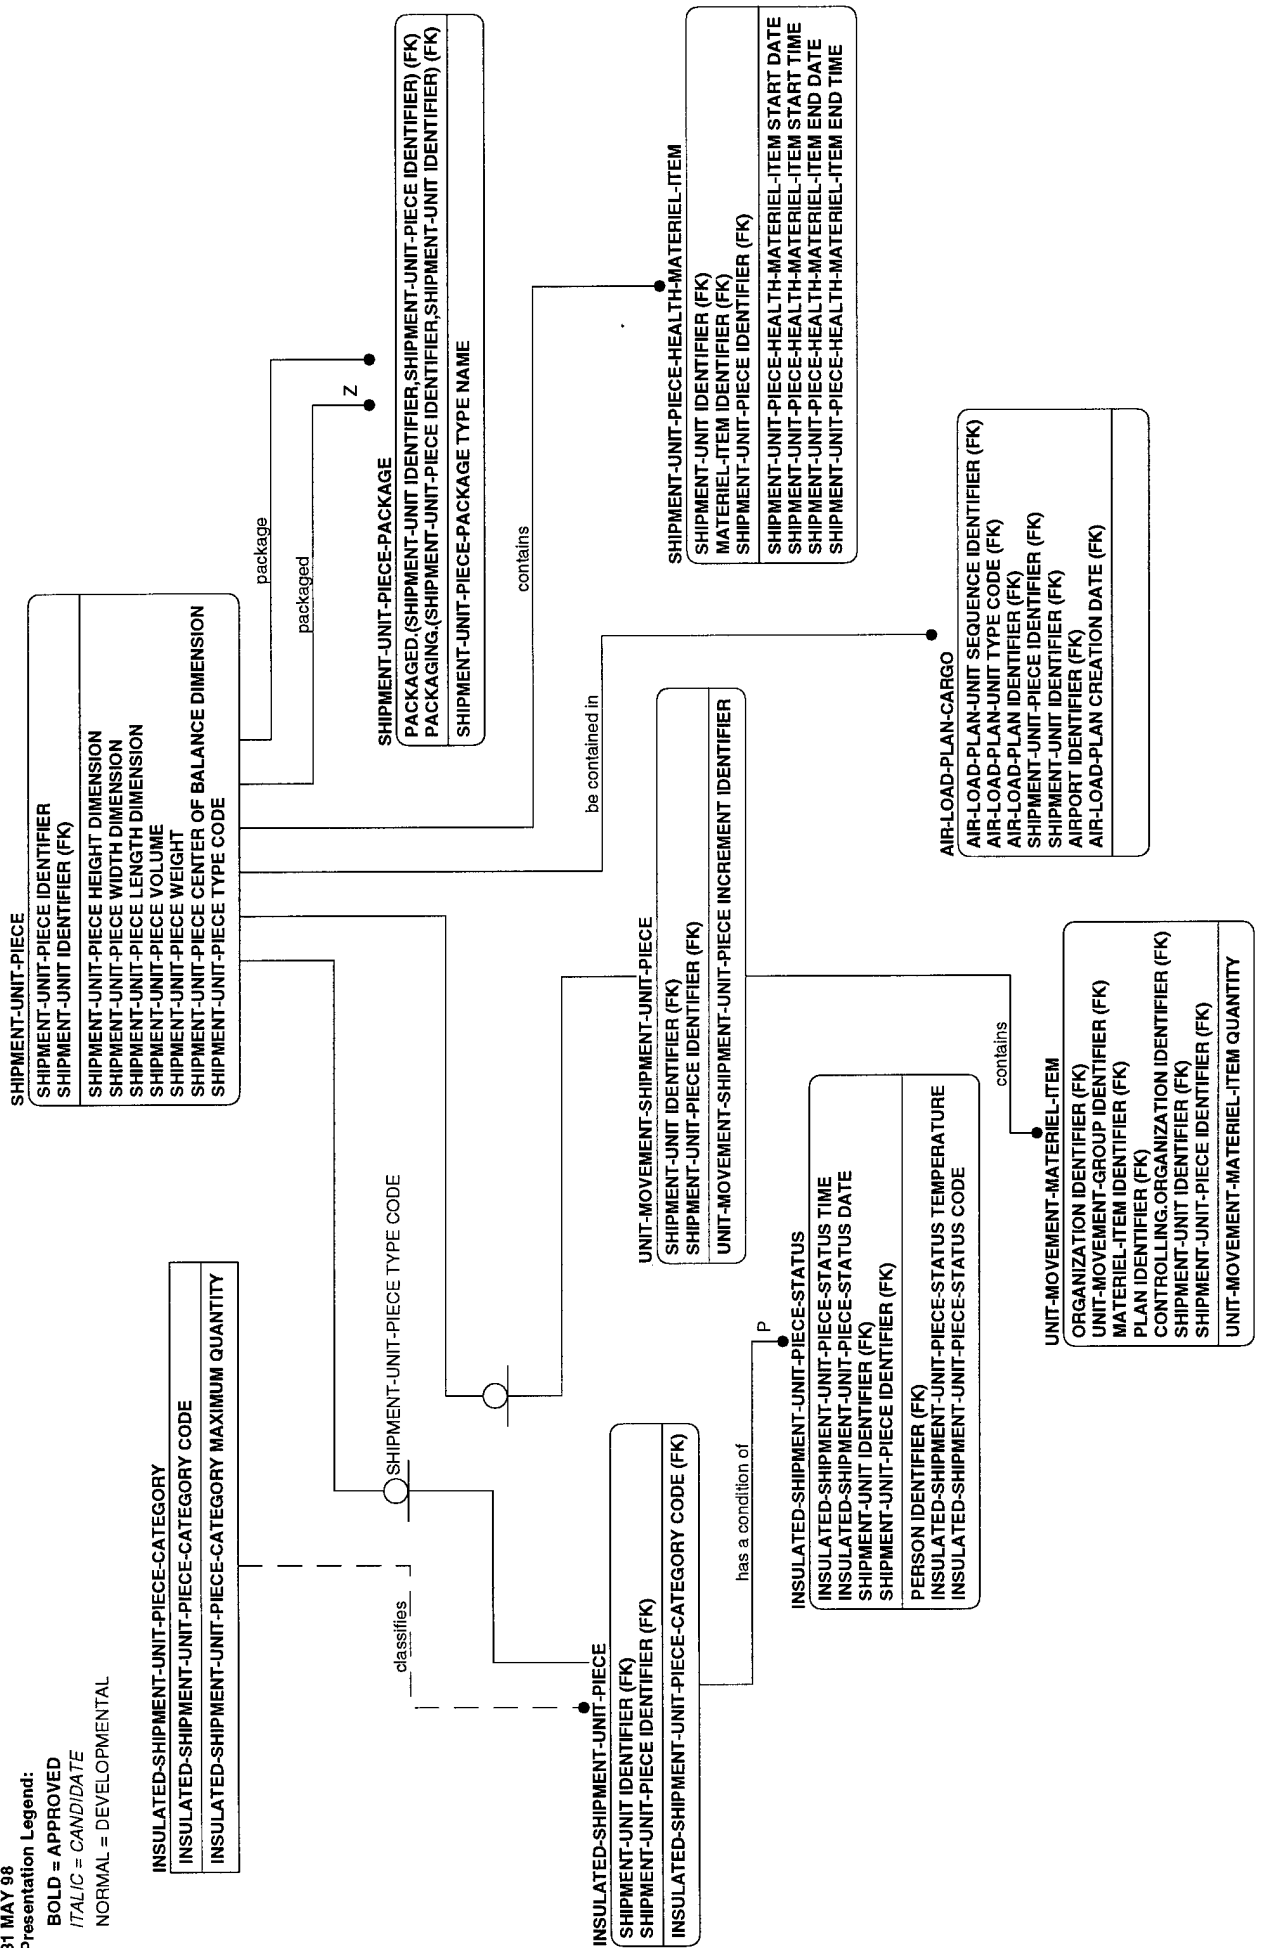 31 MAY 98
Presentation Legend:
BOLD = APPROVED
ITALIC = CANDIDATE
NORMAL = DEVELOPMENTAL
SHIPMENT-UNIT-PIECE
SHIPMENT-UNIT-PIECE IDENTIFIER
SHIPMENT-UNIT IDENTIFIER (FK)
SHIPMENT-UNIT-PIECE HEIGHT DIMENSION
SHIPMENT-UNIT-PIECE WIDTH DIMENSION
SHIPMENT-UNIT-PIECE LENGTH DIMENSION
SHIPMENT-UNIT-PIECE VOLUME
SHIPMENT-UNIT-PIECE WEIGHT
SHIPMENT-UNIT-PIECE CENTER OF BALANCE DIMENSION
SHIPMENT-UNIT-PIECE TYPE CODE
INSULATED-SHIPMENT-UNIT-PIECE-CATEGORY
INSULATED-SHIPMENT-UNIT-PIECE-CATEGORY CODE
INSULATED-SHIPMENT-UNIT-PIECE-CATEGORY MAXIMUM QUANTITY
package
packaged
Z
SHIPMENT-UNIT-PIECE-PACKAGE
PACKAGED.(SHIPMENT-UNIT IDENTIFIER,SHIPMENT-UNIT-PIECE IDENTIFIER) (FK)
PACKAGING.(SHIPMENT-UNIT-PIECE IDENTIFIER,SHIPMENT-UNIT IDENTIFIER) (FK)
SHIPMENT-UNIT-PIECE-PACKAGE TYPE NAME
SHIPMENT-UNIT-PIECE TYPE CODE
classifies
contains
be contained in
INSULATED-SHIPMENT-UNIT-PIECE
SHIPMENT-UNIT IDENTIFIER (FK)
SHIPMENT-UNIT-PIECE IDENTIFIER (FK)
INSULATED-SHIPMENT-UNIT-PIECE-CATEGORY CODE (FK)
UNIT-MOVEMENT-SHIPMENT-UNIT-PIECE
SHIPMENT-UNIT IDENTIFIER (FK)
SHIPMENT-UNIT-PIECE IDENTIFIER (FK)
UNIT-MOVEMENT-SHIPMENT-UNIT-PIECE INCREMENT IDENTIFIER
SHIPMENT-UNIT-PIECE-HEALTH-MATERIEL-ITEM
SHIPMENT-UNIT IDENTIFIER (FK)
MATERIEL-ITEM IDENTIFIER (FK)
SHIPMENT-UNIT-PIECE IDENTIFIER (FK)
SHIPMENT-UNIT-PIECE-HEALTH-MATERIEL-ITEM START DATE
SHIPMENT-UNIT-PIECE-HEALTH-MATERIEL-ITEM START TIME
SHIPMENT-UNIT-PIECE-HEALTH-MATERIEL-ITEM END DATE
SHIPMENT-UNIT-PIECE-HEALTH-MATERIEL-ITEM END TIME
has a condition of
P
INSULATED-SHIPMENT-UNIT-PIECE-STATUS
INSULATED-SHIPMENT-UNIT-PIECE-STATUS TIME
INSULATED-SHIPMENT-UNIT-PIECE-STATUS DATE
SHIPMENT-UNIT IDENTIFIER (FK)
SHIPMENT-UNIT-PIECE IDENTIFIER (FK)
PERSON IDENTIFIER (FK)
INSULATED-SHIPMENT-UNIT-PIECE-STATUS TEMPERATURE
INSULATED-SHIPMENT-UNIT-PIECE-STATUS CODE
AIR-LOAD-PLAN-CARGO
AIR-LOAD-PLAN-UNIT SEQUENCE IDENTIFIER (FK)
AIR-LOAD-PLAN-UNIT TYPE CODE (FK)
AIR-LOAD-PLAN IDENTIFIER (FK)
SHIPMENT-UNIT-PIECE IDENTIFIER (FK)
SHIPMENT-UNIT IDENTIFIER (FK)
AIRPORT IDENTIFIER (FK)
AIR-LOAD-PLAN CREATION DATE (FK)
contains
UNIT-MOVEMENT-MATERIEL-ITEM
ORGANIZATION IDENTIFIER (FK)
UNIT-MOVEMENT-GROUP IDENTIFIER (FK)
MATERIEL-ITEM IDENTIFIER (FK)
PLAN IDENTIFIER (FK)
CONTROLLING.ORGANIZATION IDENTIFIER (FK)
SHIPMENT-UNIT IDENTIFIER (FK)
SHIPMENT-UNIT-PIECE IDENTIFIER (FK)
UNIT-MOVEMENT-MATERIEL-ITEM QUANTITY